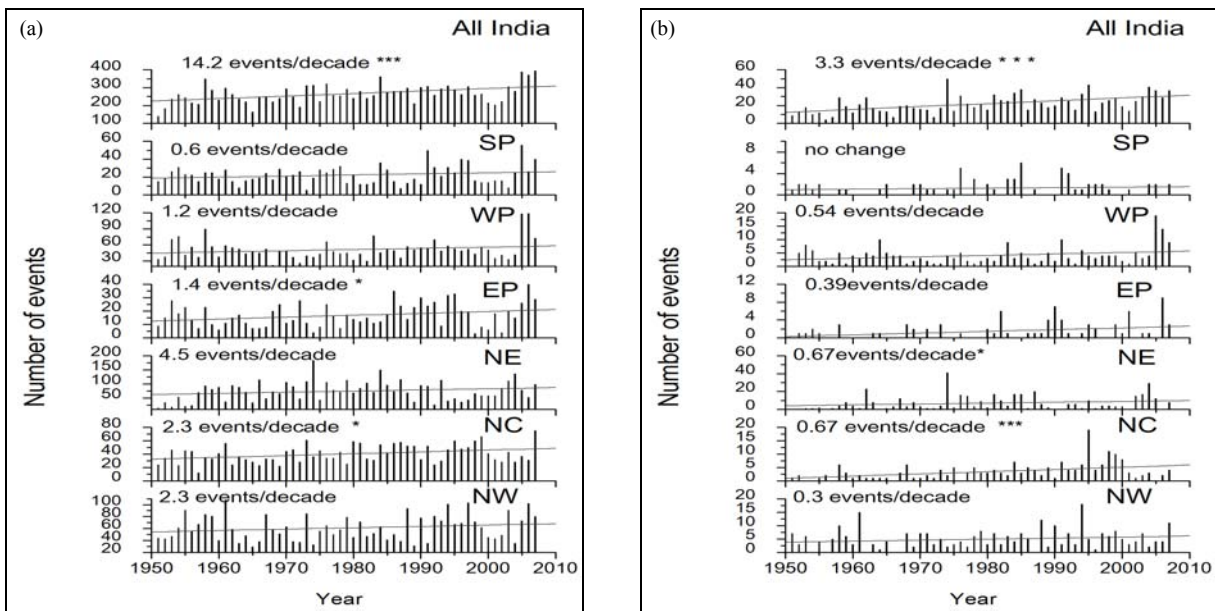 (a)
All India
14.2 events/decade ***
400
300
200
100
SP
0.6 events/decade
60
40
20
0
WP
1.2 events/decade
120
90
60
30
EP
1.4 events/decade *
40
30
20
10
0
NE
4.5 events/decade
200
150
100
50
NC
2.3 events/decade *
80
60
40
20
0
NW
2.3 events/decade
100
80
60
40
20
1950 1960 1970 1980 1990 2000 2010
Year
Number of events
(b)
All India
3.3 events/decade * * *
60
40
20
0
SP
no change
8
6
4
2
0
WP
0.54 events/decade
20
15
10
5
0
EP
0.39events/decade
12
9
6
3
0
NE
0.67events/decade*
60
40
20
0
NC
0.67 events/decade ***
20
15
10
5
0
NW
0.3 events/decade
20
15
10
5
0
1950 1960 1970 1980 1990 2000 2010
Year
Number of events